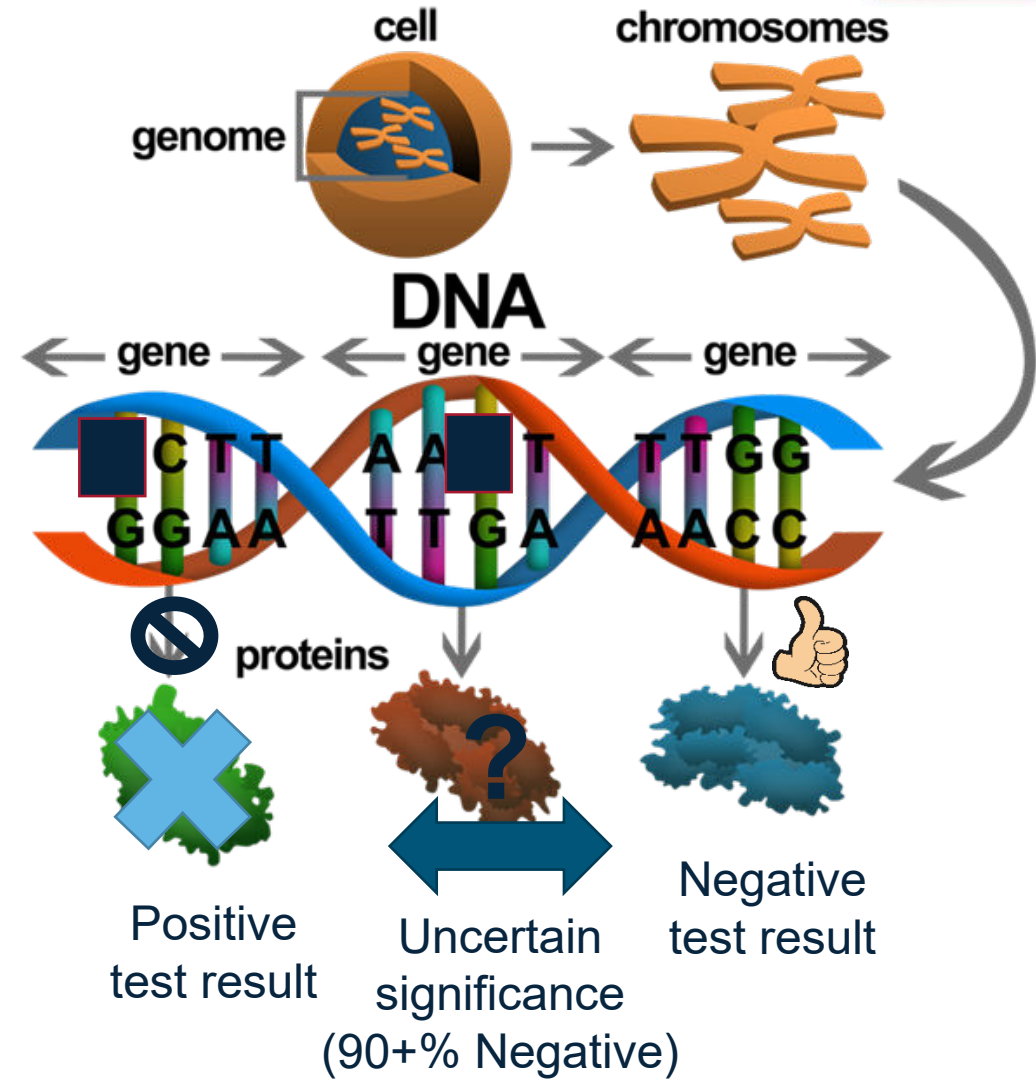 cell
chromosomes
genome
DNA
gene
gene
gene
C T T
A A T
T T G G
G G A A
T T G A
A A C C
proteins
?
Positive
test result
Uncertain
significance
(90+% Negative)
Negative
test result